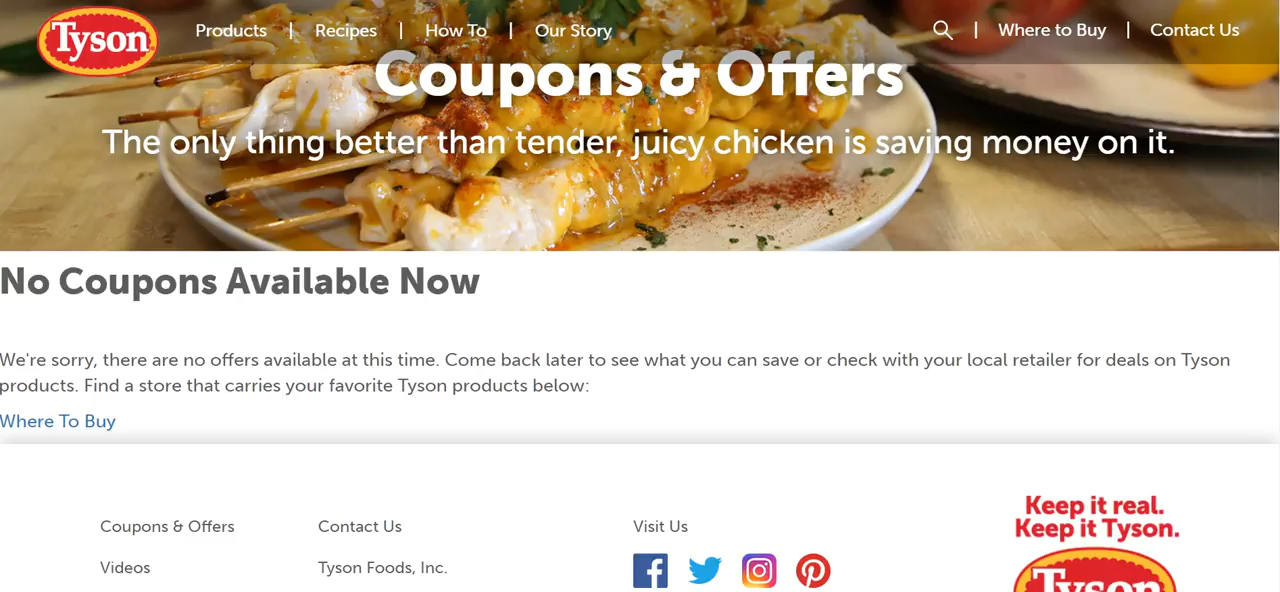 Tyson
Products | Recipes | How To | Our Story
Where to Buy | Contact Us
Coupons & Offers
The only thing better than tender, juicy chicken is saving money on it.
No Coupons Available Now
We're sorry, there are no offers available at this time. Come back later to see what you can save or check with your local retailer for deals on Tyson
products. Find a store that carries your favorite Tyson products below:
Where To Buy
Coupons & Offers
Videos
Contact Us
Tyson Foods, Inc.
Visit Us
Keep it real.
Keep it Tyson.
Tyson